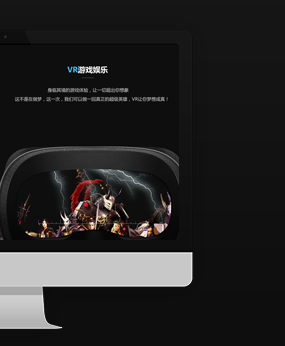 VR游戏娱乐
身临其境的游戏体验，让一切超出你想象
这不是在做梦，这一次，我们可以做一回真正的超级英雄，VR让你梦想成真！